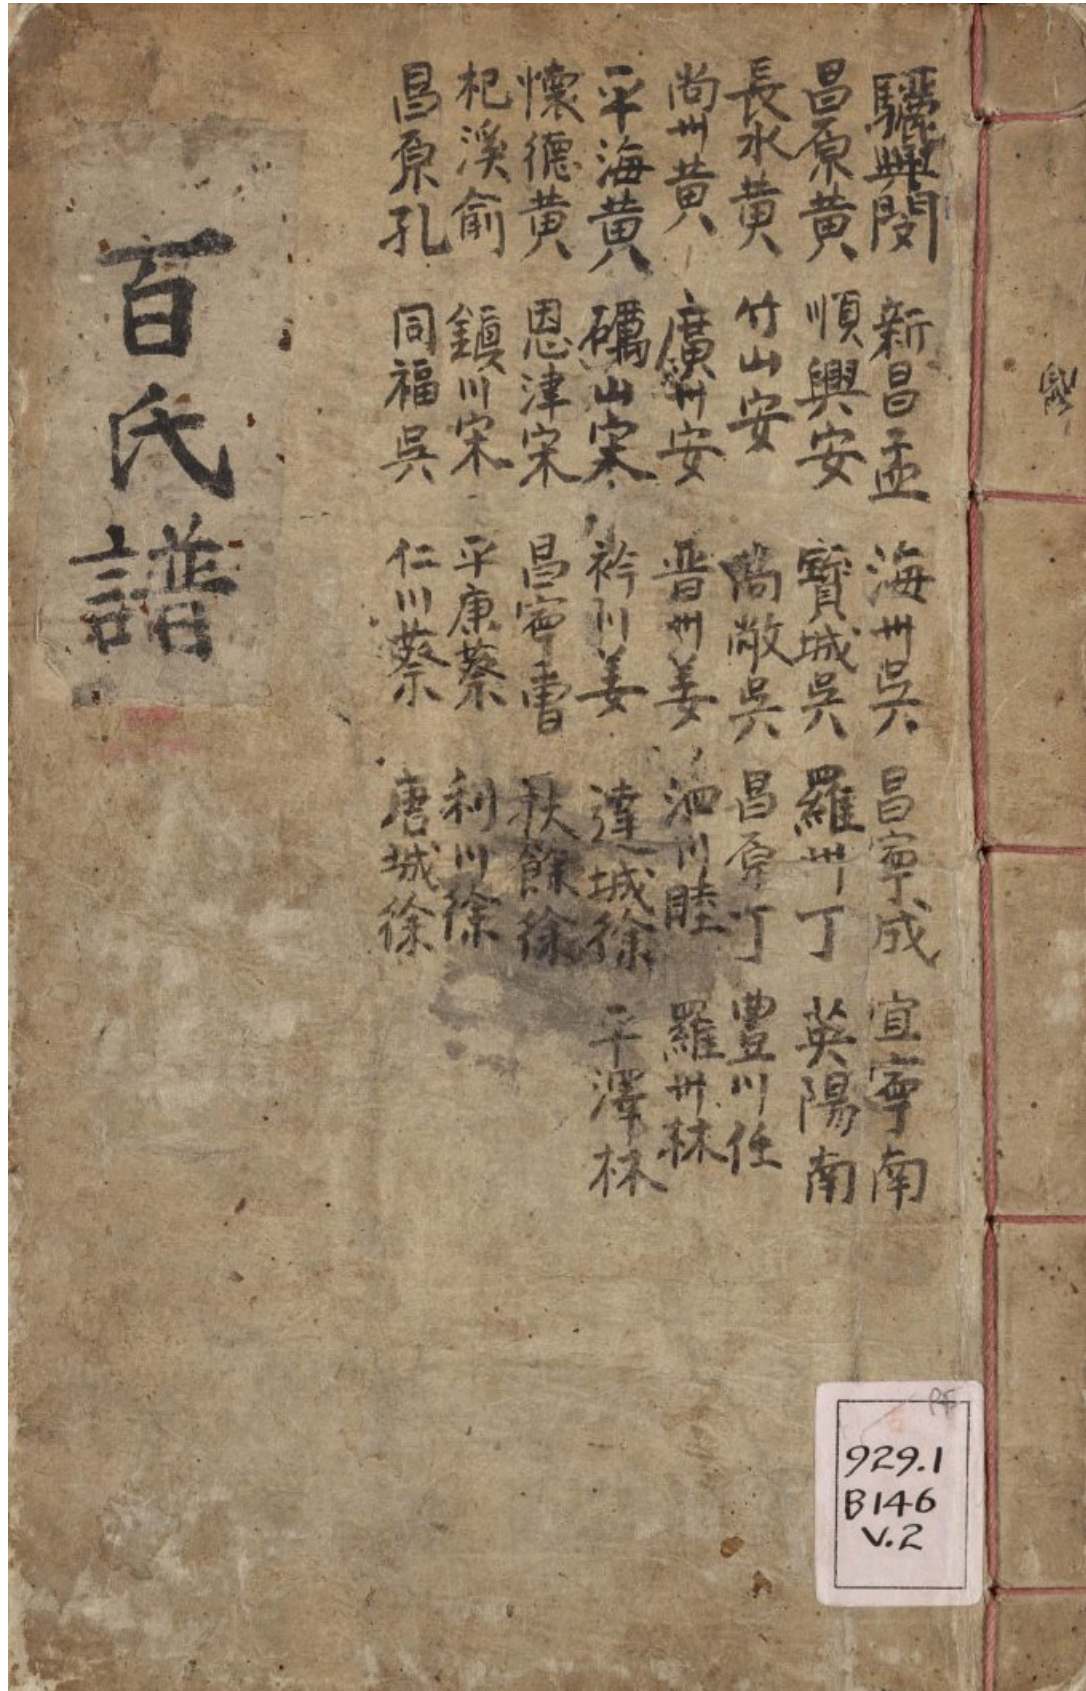 驪興閔 新昌孟 海州吳 昌寧成 宜寧南
昌原黃 順興安 寶城吳 羅州丁 英陽南
長水黃 竹山安 高敞吳 昌原丁 豊川任
尙州黃 廣州安 晋州姜 泗川睦 羅州林
平海黃 礪山宋 衿川姜 達城徐 平澤林
懷德黃 恩津宋 昌寧曺 扶餘徐
杞溪俞 鎭川宋 平康蔡 利川徐
昌原孔 同福吳 仁川蔡 唐城徐
百氏譜
929.1
B146
V.2